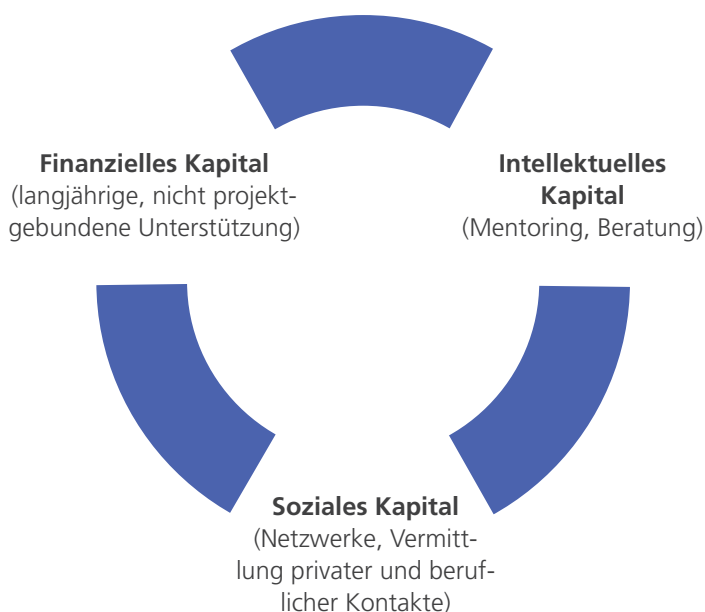 Finanzielles Kapital
(langjährige, nicht projekt-
gebundene Unterstützung)
Intellektuelles
Kapital
(Mentoring, Beratung)
Soziales Kapital
(Netzwerke, Vermitt-
lung privater und beruf-
licher Kontakte)